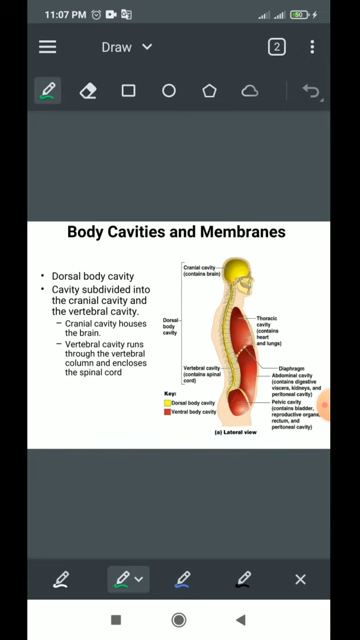 11:07 PM
50
Draw
2
Body Cavities and Membranes
• Dorsal body cavity
• Cavity subdivided into
the cranial cavity and
the vertebral cavity.
– Cranial cavity houses
the brain.
– Vertebral cavity runs
through the vertebral
column and encloses
the spinal cord
Cranial cavity
(contains brain)
Dorsal
body
cavity
Vertebral cavity
(contains spinal
cord)
Thoracic
cavity
(contains
heart
and lungs)
Diaphragm
Abdominal cavity
(contains digestive
viscera, kidneys, and
peritoneal cavity)
Pelvic cavity
(contains bladder,
reproductive organs,
rectum, and
peritoneal cavity)
Key:
Dorsal body cavity
Ventral body cavity
(a) Lateral view